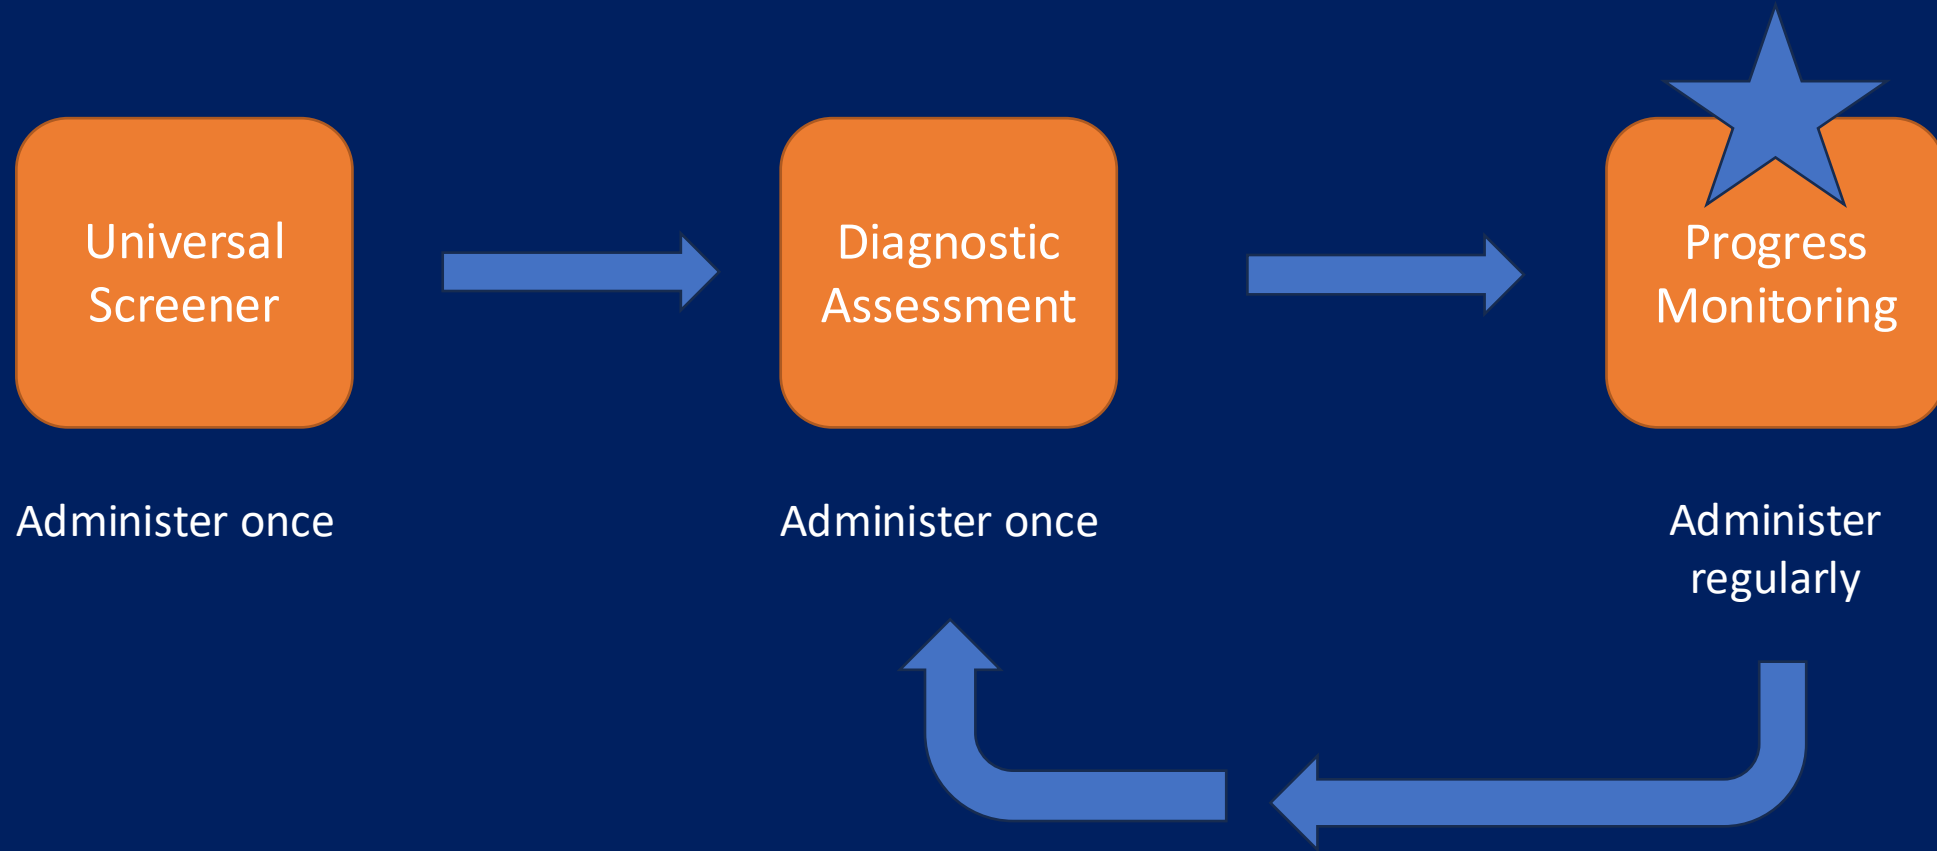 Universal
Screener
Diagnostic
Assessment
Progress
Monitoring
Administer once
Administer once
Administer
regularly